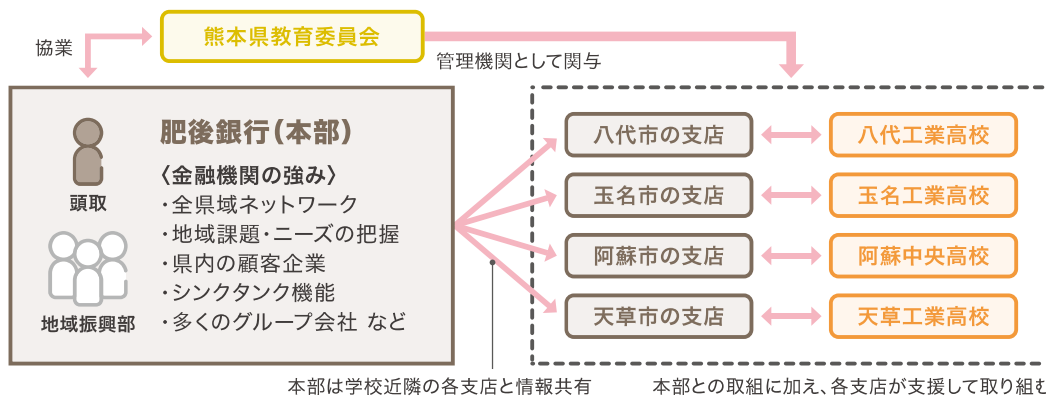 協業
熊本県教育委員会
管理機関として関与
頭取
地域振興部
肥後銀行(本部)
〈金融機関の強み〉
・全県域ネットワーク
・地域課題・ニーズの把握
・県内の顧客企業
・シンクタンク機能
・多くのグループ会社 など
八代市の支店
八代工業高校
玉名市の支店
玉名工業高校
阿蘇市の支店
阿蘇中央高校
天草市の支店
天草工業高校
本部は学校近隣の各支店と情報共有
本部との取組に加え、各支店が支援して取り組む